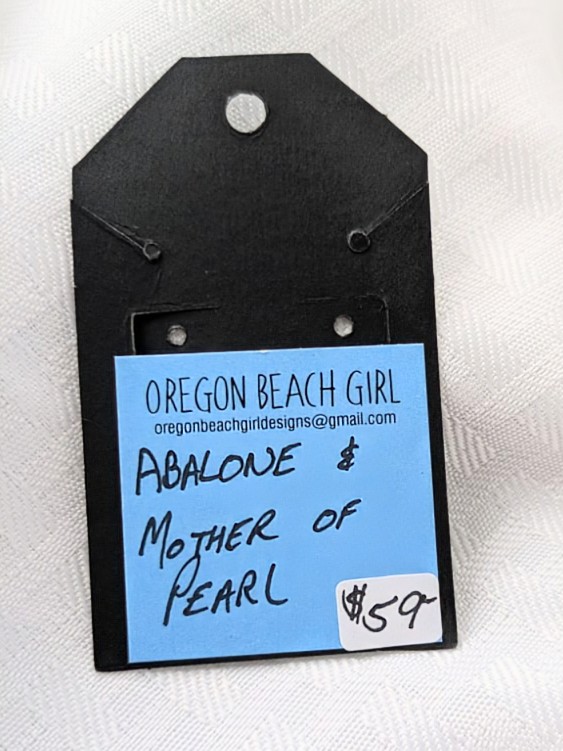 OREGON BEACH GIRL
oregonbeachgirldesigns@gmail.com
ABALONE &
MOTHER OF
PEARL
$59